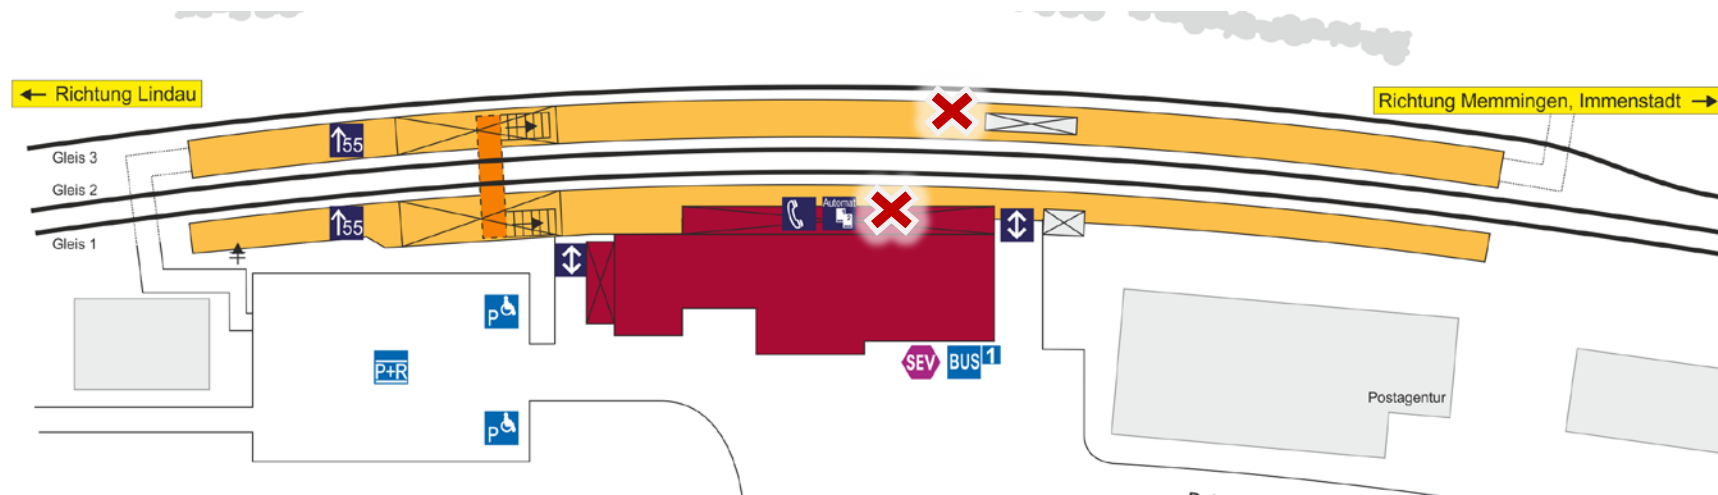 ← Richtung Lindau
Richtung Memmingen, Immenstadt →
Gleis 3
55
Gleis 2
Gleis 1
55
Automat
P
P+R
SEV
BUS 1
P
Postagentur